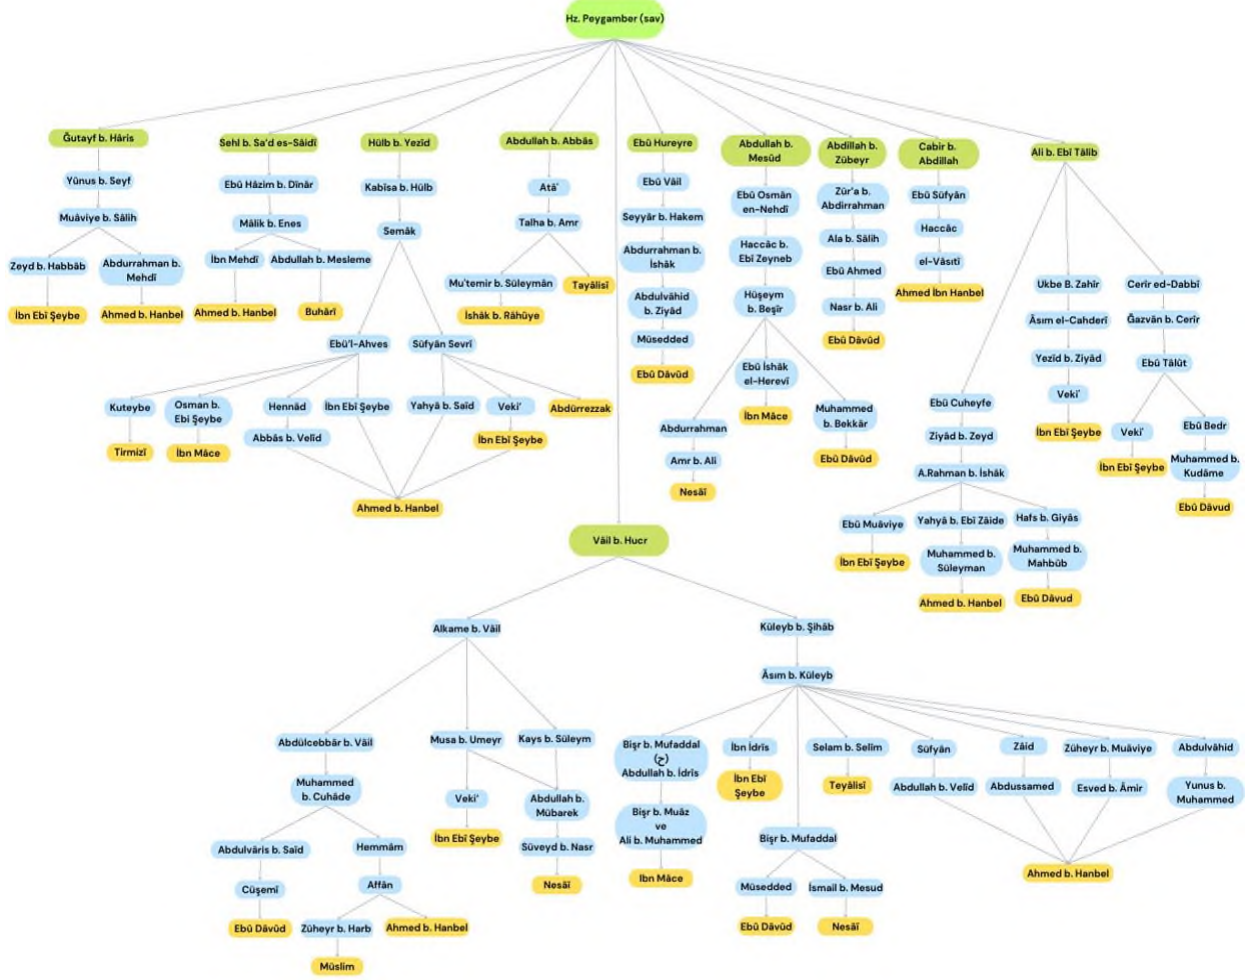 Hz. Peygamber (sav)
Ğutayf b. Hâris
Yûnus b. Seyf
Muâviye b. Sâlih
Zeyd b. Habbâb
İbn Ebî Şeybe
Abdurrahman b.
Mehdî
Ahmed b. Hanbel
Sehl b. Sa'd es-Sâidî
Ebû Hâzim b. Dînâr
Mâlik b. Enes
İbn Mehdî
Ahmed b. Hanbel
Abdullah b. Mesleme
Buhârî
Hülb b. Yezîd
Kabîsa b. Hülb
Semâk
Ebü'l-Ahves
Kuteybe
Tirmizî
Osman b.
Ebi Şeybe
İbn Mâce
Hennâd
Abbâs b. Velîd
İbn Ebî Şeybe
Süfyân Sevrî
Yahyâ b. Saîd
Veki'
İbn Ebî Şeybe
Abdürrezzak
Ahmed b. Hanbel
Abdullah b. Abbâs
Atâ'
Talha b. Amr
Mu'temir b. Süleymân
İshâk b. Râhûye
Tayâlisî
Ebû Hureyre
Ebû Vâil
Seyyâr b. Hakem
Abdurrahman b.
İshâk
Abdulvâhid
b. Ziyâd
Müsedded
Ebû Dâvûd
Abdullah b.
Mesûd
Ebû Osmân
en-Nehdî
Haccâc b.
Ebî Zeyneb
Hüşeym
b. Beşîr
Abdurrahman
Amr b. Ali
Nesâî
Ebû İshâk
el-Herevî
İbn Mâce
Muhammed
b. Bekkâr
Ebû Dâvûd
Abdillah b.
Zübeyr
Zür'a b.
Abdirrahman
Ala b. Sâlih
Ebû Ahmed
Nasr b. Ali
Ebû Dâvûd
Cabir b.
Abdillah
Ebû Süfyân
Haccâc
el-Vâsıtî
Ahmed İbn Hanbel
Ali b. Ebî Tâlib
Ebû Cuheyfe
Ziyâd b. Zeyd
A.Rahman b. İshâk
Ebû Muâviye
İbn Ebî Şeybe
Yahyâ b. Ebî Zâide
Muhammed b.
Süleyman
Ahmed b. Hanbel
Hafs b. Giyâs
Muhammed b.
Mahbûb
Ebû Dâvud
Ukbe B. Zahîr
Âsım el-Cahderî
Yezîd b. Ziyâd
Veki'
İbn Ebî Şeybe
Cerîr ed-Dabbî
Ğazvân b. Cerîr
Ebû Tâlût
Veki'
İbn Ebî Şeybe
Ebû Bedr
Muhammed b.
Kudâme
Ebû Dâvud
Vâil b. Hucr
Alkame b. Vâil
Abdülcebbâr b. Vâil
Muhammed
b. Cuhâde
Abdulvâris b. Saîd
Cüşemî
Ebû Dâvûd
Hemmâm
Affân
Züheyr b. Harb
Müslim
Ahmed b. Hanbel
Musa b. Umeyr
Veki'
İbn Ebî Şeybe
Kays b. Süleym
Abdullah b.
Mübarek
Süveyd b. Nasr
Nesâî
Küleyb b. Şihâb
Âsım b. Küleyb
Bişr b. Mufaddal
(ح)
Abdullah b. İdrîs
Bişr b. Muâz
ve
Ali b. Muhammed
Ibn Mâce
İbn İdrîs
İbn Ebî
Şeybe
Bişr b. Mufaddal
Müsedded
Ebû Dâvûd
İsmail b. Mesud
Nesâî
Selam b. Selîm
Teyâlisî
Süfyân
Abdullah b. Velîd
Zâid
Abdussamed
Züheyr b. Muâviye
Esved b. Âmir
Abdulvâhid
Yunus b.
Muhammed
Ahmed b. Hanbel